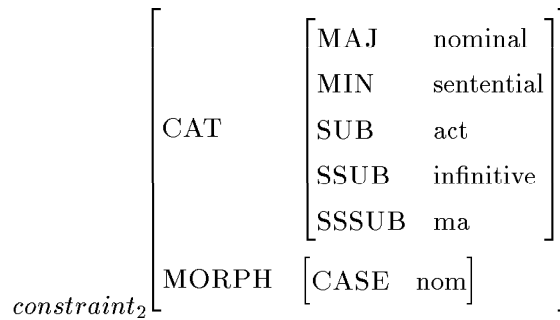 MAJ nominal
MIN sentential
CAT SUB act
SSUB infinitive
SSSUB ma
MORPH [CASE nom]
constraint₂